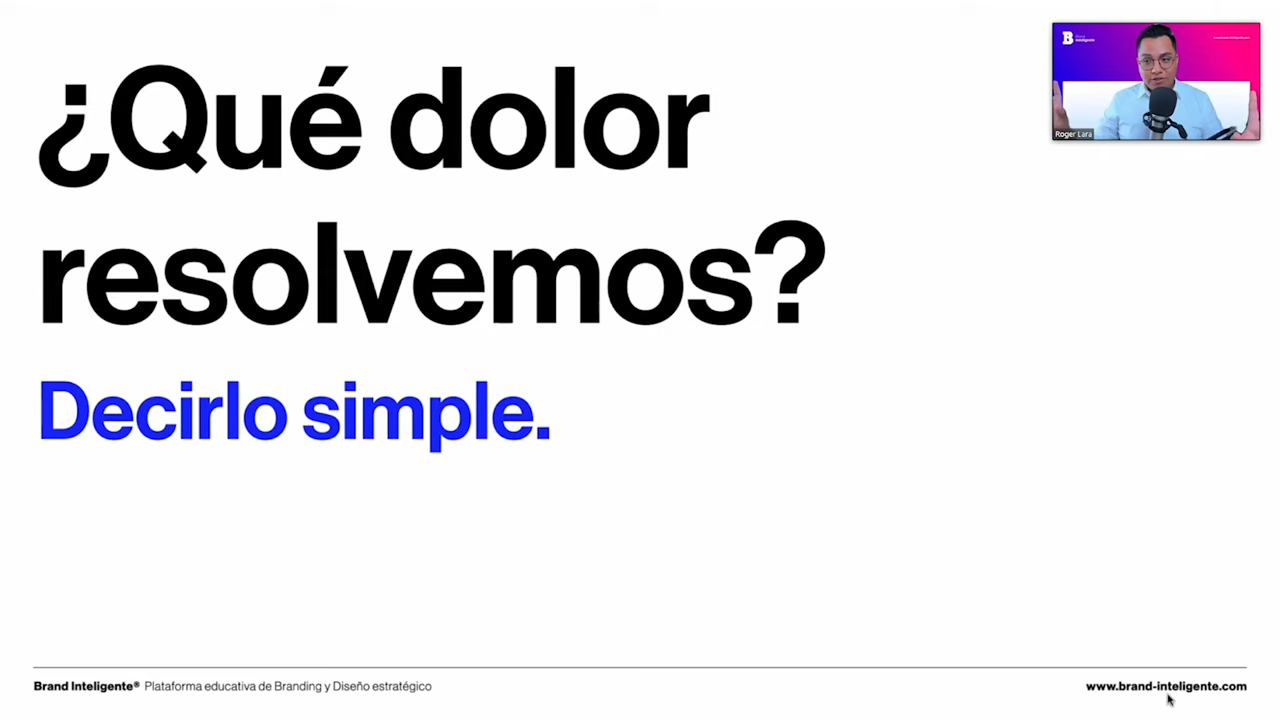 ¿Qué dolor
resolvemos?
Decirlo simple.
Roger Lara
Brand Inteligente® Plataforma educativa de Branding y Diseño estratégico
www.brand-inteligente.com